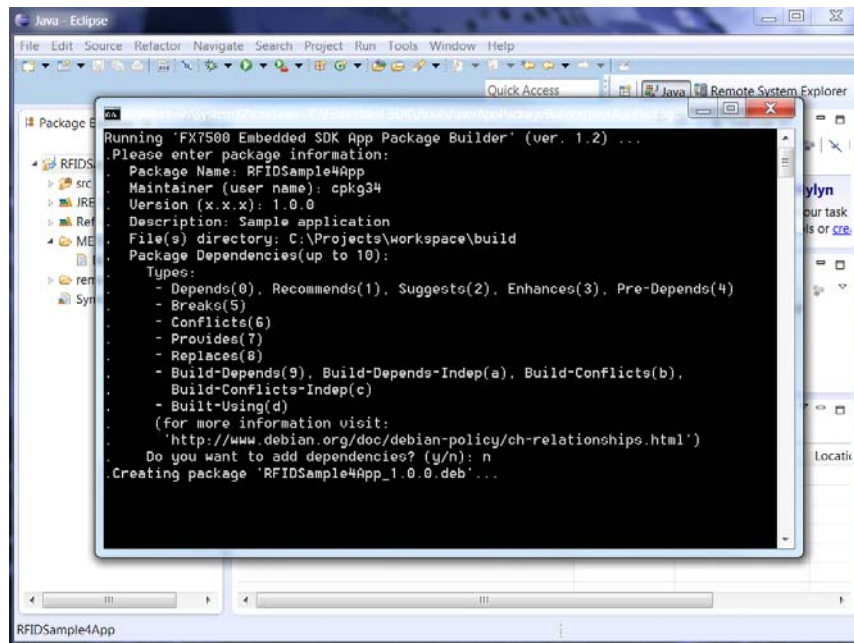 Java - Eclipse
File Edit Source Refactor Navigate Search Project Run Tools Window Help
Quick Access
Java
Remote System Explorer
Package E
RFIDS
src
JRE
Ref
ME
rem
Syn
Running 'FX7500 Embedded SDK App Package Builder' (ver. 1.2) ...
.Please enter package information:
. Package Name: RFIDSample4App
. Maintainer (user name): cpkg34
. Version (x.x.x): 1.0.0
. Description: Sample application
. File(s) directory: C:\Projects\workspace\build
. Package Dependencies(up to 10):
. Types:
. - Depends(0), Recommends(1), Suggests(2), Enhances(3), Pre-Depends(4)
. - Breaks(5)
. - Conflicts(6)
. - Provides(7)
. - Replaces(8)
. - Build-Depends(9), Build-Depends-Indep(a), Build-Conflicts(b),
. Build-Conflicts-Indep(c)
. - Built-Using(d)
. (for more information visit:
. 'http://www.debian.org/doc/debian-policy/ch-relationships.html')
. Do you want to add dependencies? (y/n): n
.Creating package 'RFIDSample4App_1.0.0.deb'...
ylyn
our task
ls or cre
Locati
RFIDSample4App